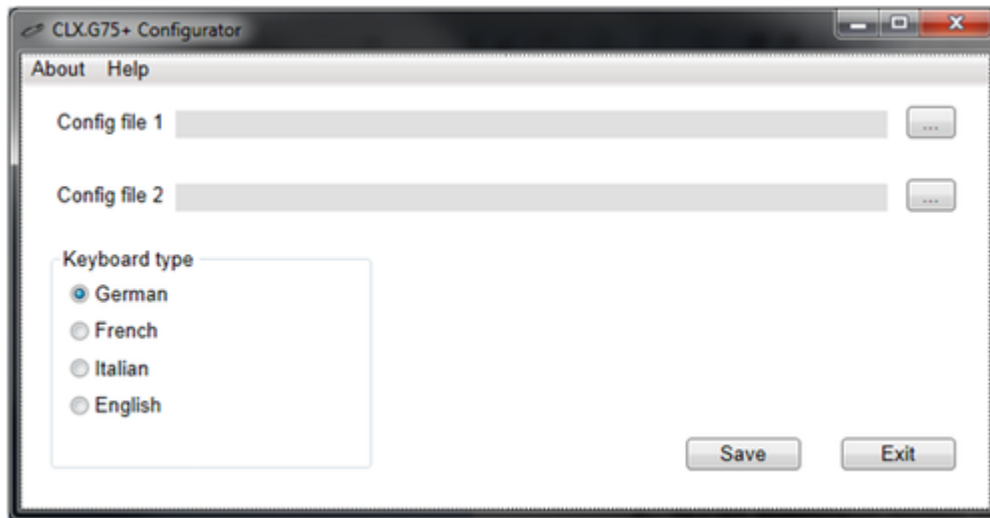 CLX.G75+ Configurator
About Help
Config file 1 ...
Config file 2 ...
Keyboard type
German
French
Italian
English
Save Exit